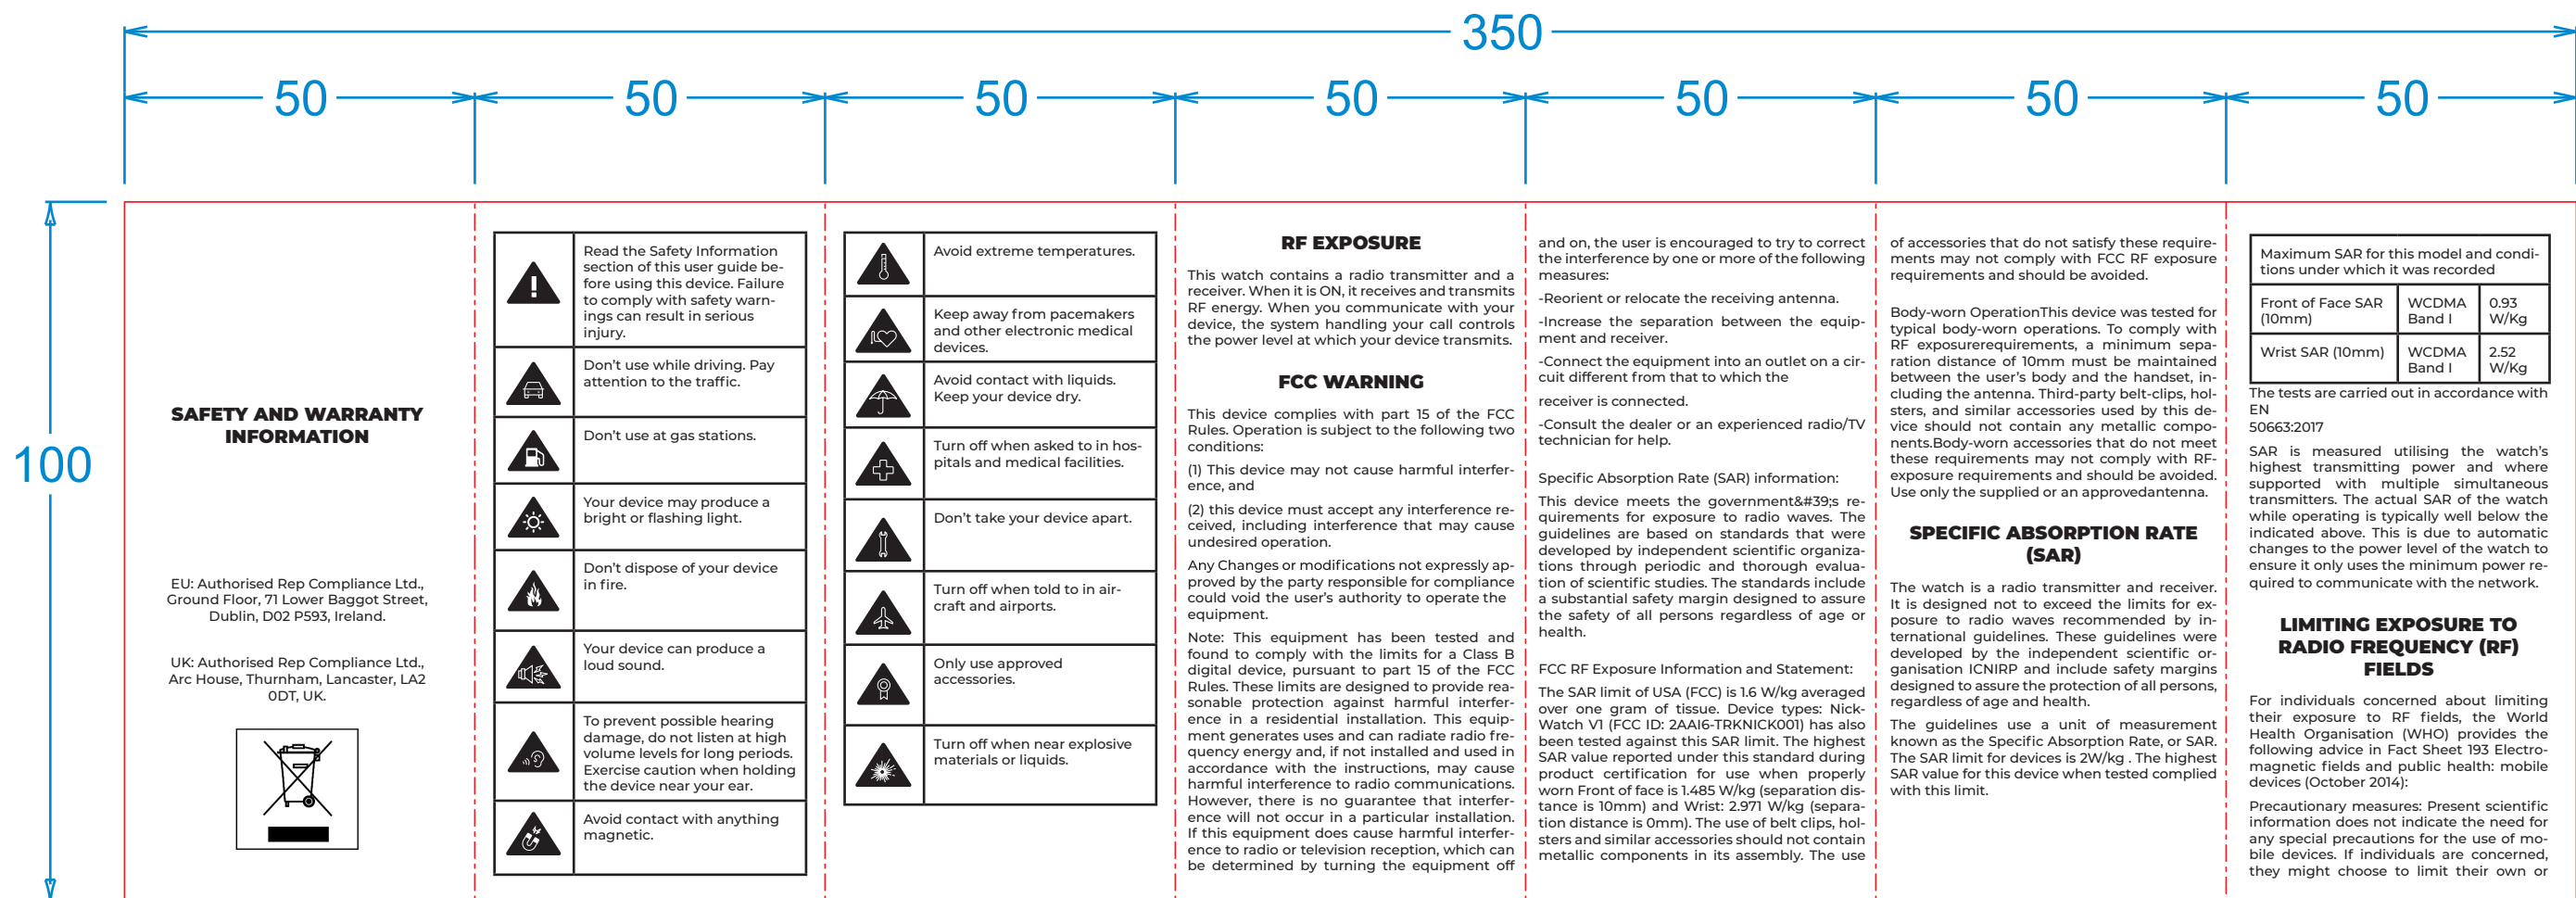 350
50
50
50
50
50
50
50
100
SAFETY AND WARRANTY
INFORMATION
EU: Authorised Rep Compliance Ltd.,
Ground Floor, 71 Lower Baggot Street,
Dublin, D02 P593, Ireland.
UK: Authorised Rep Compliance Ltd.,
Arc House, Thurnham, Lancaster, LA2
0DT, UK.
Read the Safety Information
section of this user guide be-
fore using this device. Failure
to comply with safety warn-
ings can result in serious
injury.
Don't use while driving. Pay
attention to the traffic.
Don't use at gas stations.
Your device may produce a
bright or flashing light.
Don't dispose of your device
in fire.
Your device can produce a
loud sound.
To prevent possible hearing
damage, do not listen at high
volume levels for long periods.
Exercise caution when holding
the device near your ear.
Avoid contact with anything
magnetic.
Avoid extreme temperatures.
Keep away from pacemakers
and other electronic medical
devices.
Avoid contact with liquids.
Keep your device dry.
Turn off when asked to in hos-
pitals and medical facilities.
Don't take your device apart.
Turn off when told to in air-
craft and airports.
Only use approved
accessories.
Turn off when near explosive
materials or liquids.
RF EXPOSURE
This watch contains a radio transmitter and a
receiver. When it is ON, it receives and transmits
RF energy. When you communicate with your
device, the system handling your call controls
the power level at which your device transmits.
FCC WARNING
This device complies with part 15 of the FCC
Rules. Operation is subject to the following two
conditions:
(1) This device may not cause harmful interfer-
ence, and
(2) this device must accept any interference re-
ceived, including interference that may cause
undesired operation.
Any Changes or modifications not expressly ap-
proved by the party responsible for compliance
could void the user's authority to operate the
equipment.
Note: This equipment has been tested and
found to comply with the limits for a Class B
digital device, pursuant to part 15 of the FCC
Rules. These limits are designed to provide rea-
sonable protection against harmful interfer-
ence in a residential installation. This equip-
ment generates uses and can radiate radio fre-
quency energy and, if not installed and used in
accordance with the instructions, may cause
harmful interference to radio communications.
However, there is no guarantee that interfer-
ence will not occur in a particular installation.
If this equipment does cause harmful interfer-
ence to radio or television reception, which can
be determined by turning the equipment off
and on, the user is encouraged to try to correct
the interference by one or more of the following
measures:
-Reorient or relocate the receiving antenna.
-Increase the separation between the equip-
ment and receiver.
-Connect the equipment into an outlet on a cir-
cuit different from that to which the
receiver is connected.
-Consult the dealer or an experienced radio/TV
technician for help.
Specific Absorption Rate (SAR) information:
This device meets the government&#39;s re-
quirements for exposure to radio waves. The
guidelines are based on standards that were
developed by independent scientific organiza-
tions through periodic and thorough evalua-
tion of scientific studies. The standards include
a substantial safety margin designed to assure
the safety of all persons regardless of age or
health.
FCC RF Exposure Information and Statement:
The SAR limit of USA (FCC) is 1.6 W/kg averaged
over one gram of tissue. Device types: Nick-
Watch V1 (FCC ID: 2AAI6-TRKNICK001) has also
been tested against this SAR limit. The highest
SAR value reported under this standard during
product certification for use when properly
worn Front of face is 1.485 W/kg (separation dis-
tance is 10mm) and Wrist: 2.971 W/kg (separa-
tion distance is 0mm). The use of belt clips, hol-
sters and similar accessories should not contain
metallic components in its assembly. The use
of accessories that do not satisfy these require-
ments may not comply with FCC RF exposure
requirements and should be avoided.
Body-worn OperationThis device was tested for
typical body-worn operations. To comply with
RF exposurerequirements, a minimum sepa-
ration distance of 10mm must be maintained
between the user's body and the handset, in-
cluding the antenna. Third-party belt-clips, hol-
sters, and similar accessories used by this de-
vice should not contain any metallic compo-
nents.Body-worn accessories that do not meet
these requirements may not comply with RF-
exposure requirements and should be avoided.
Use only the supplied or an approvedantenna.
SPECIFIC ABSORPTION RATE
(SAR)
The watch is a radio transmitter and receiver.
It is designed not to exceed the limits for ex-
posure to radio waves recommended by in-
ternational guidelines. These guidelines were
developed by the independent scientific or-
ganisation ICNIRP and include safety margins
designed to assure the protection of all persons,
regardless of age and health.
The guidelines use a unit of measurement
known as the Specific Absorption Rate, or SAR.
The SAR limit for devices is 2W/kg . The highest
SAR value for this device when tested complied
with this limit.
Maximum SAR for this model and condi-
tions under which it was recorded
Front of Face SAR
(10mm)
WCDMA
Band I
0.93
W/Kg
Wrist SAR (10mm)
WCDMA
Band I
2.52
W/Kg
The tests are carried out in accordance with
EN
50663:2017
SAR is measured utilising the watch's
highest transmitting power and where
supported with multiple simultaneous
transmitters. The actual SAR of the watch
while operating is typically well below the
indicated above. This is due to automatic
changes to the power level of the watch to
ensure it only uses the minimum power re-
quired to communicate with the network.
LIMITING EXPOSURE TO
RADIO FREQUENCY (RF)
FIELDS
For individuals concerned about limiting
their exposure to RF fields, the World
Health Organisation (WHO) provides the
following advice in Fact Sheet 193 Electro-
magnetic fields and public health: mobile
devices (October 2014):
Precautionary measures: Present scientific
information does not indicate the need for
any special precautions for the use of mo-
bile devices. If individuals are concerned,
they might choose to limit their own or